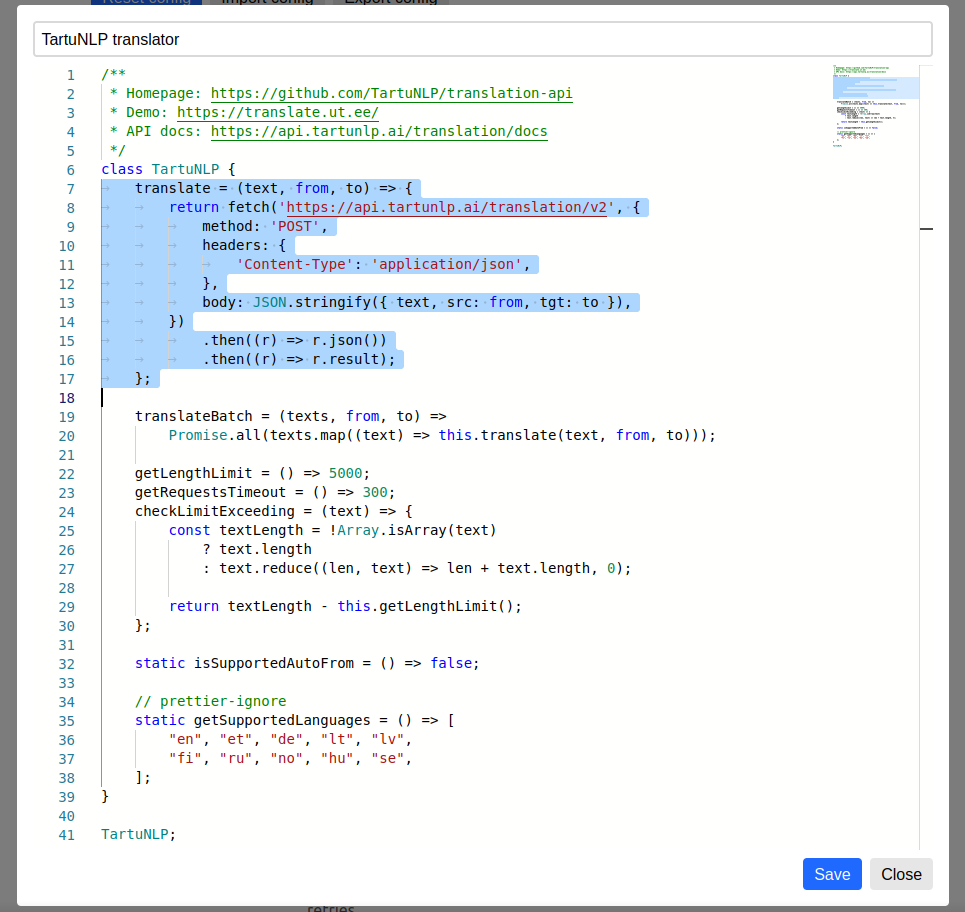 Reset config Import config Export config
TartuNLP translator
1 /**
2  * Homepage: https://github.com/TartuNLP/translation-api
3  * Demo: https://translate.ut.ee/
4  * API docs: https://api.tartunlp.ai/translation/docs
5  */
6 class TartuNLP {
7     translate = (text, from, to) => {
8         return fetch('https://api.tartunlp.ai/translation/v2', {
9             method: 'POST',
10             headers: {
11                 'Content-Type': 'application/json',
12             },
13             body: JSON.stringify({ text, src: from, tgt: to }),
14         })
15             .then((r) => r.json())
16             .then((r) => r.result);
17     };
18
19     translateBatch = (texts, from, to) =>
20         Promise.all(texts.map((text) => this.translate(text, from, to)));
21
22     getLengthLimit = () => 5000;
23     getRequestsTimeout = () => 300;
24     checkLimitExceeding = (text) => {
25         const textLength = !Array.isArray(text)
26             ? text.length
27             : text.reduce((len, text) => len + text.length, 0);
28
29         return textLength - this.getLengthLimit();
30     };
31
32     static isSupportedAutoFrom = () => false;
33
34     // prettier-ignore
35     static getSupportedLanguages = () => [
36         "en", "et", "de", "lt", "lv",
37         "fi", "ru", "no", "hu", "se",
38     ];
39 }
40
41 TartuNLP;
Save Close
retries